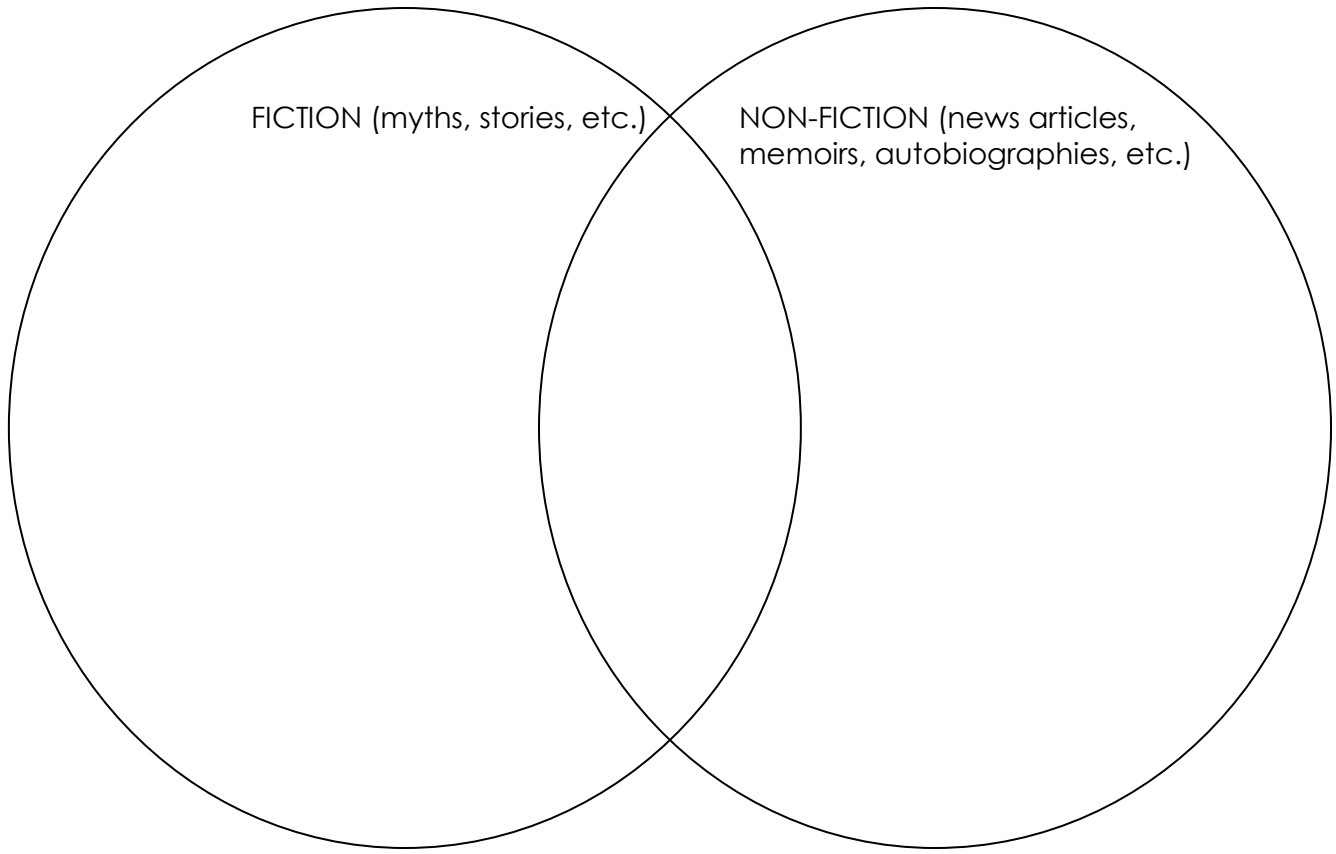 FICTION (myths, stories, etc.)
NON-FICTION (news articles,
memoirs, autobiographies, etc.)